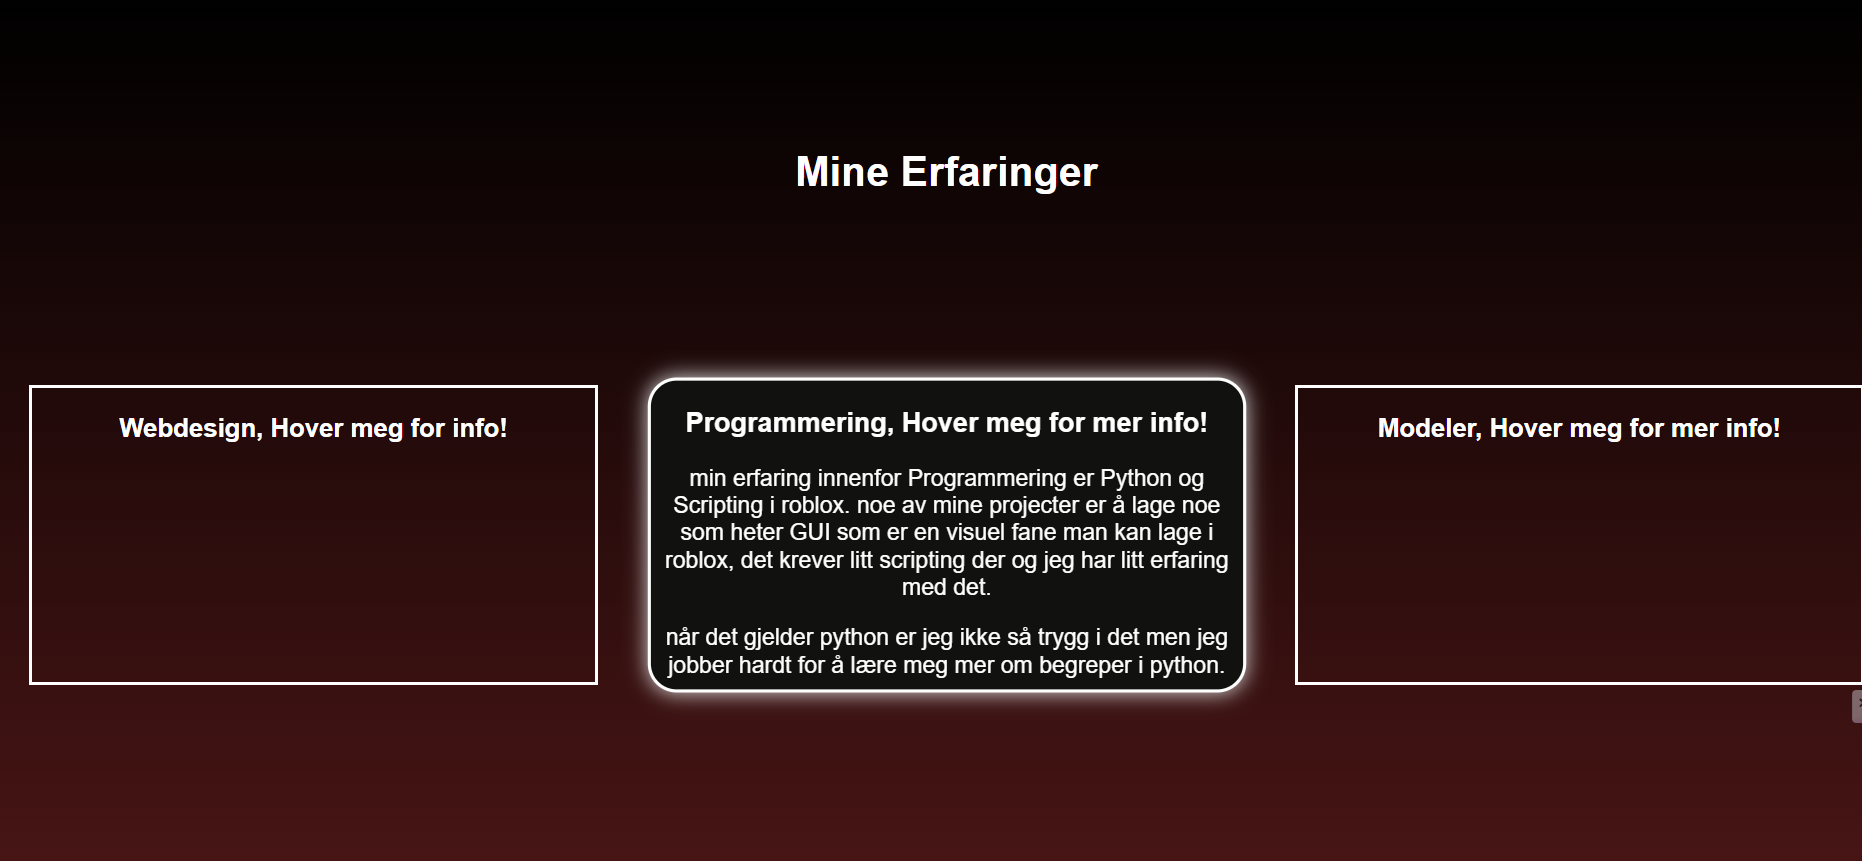 Mine Erfaringer
Webdesign, Hover meg for info!
Programmering, Hover meg for mer info!
min erfaring innenfor Programmering er Python og
Scripting i roblox. noe av mine projecter er å lage noe
som heter GUI som er en visuel fane man kan lage i
roblox, det krever litt scripting der og jeg har litt erfaring
med det.
når det gjelder python er jeg ikke så trygg i det men jeg
jobber hardt for å lære meg mer om begreper i python.
Modeler, Hover meg for mer info!